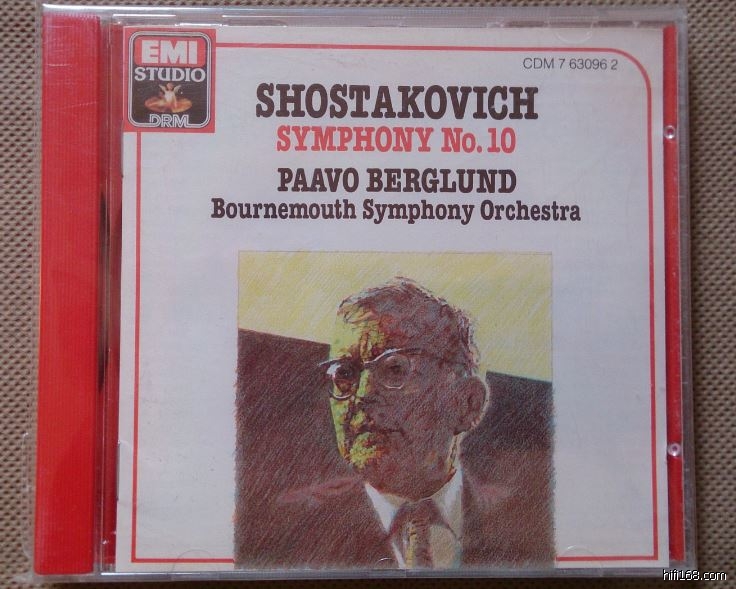 EMI
STUDIO
DRM
CDM 7 63096 2
SHOSTAKOVICH
SYMPHONY No. 10
PAAVO BERGLUND
Bournemouth Symphony Orchestra
hifi168.com